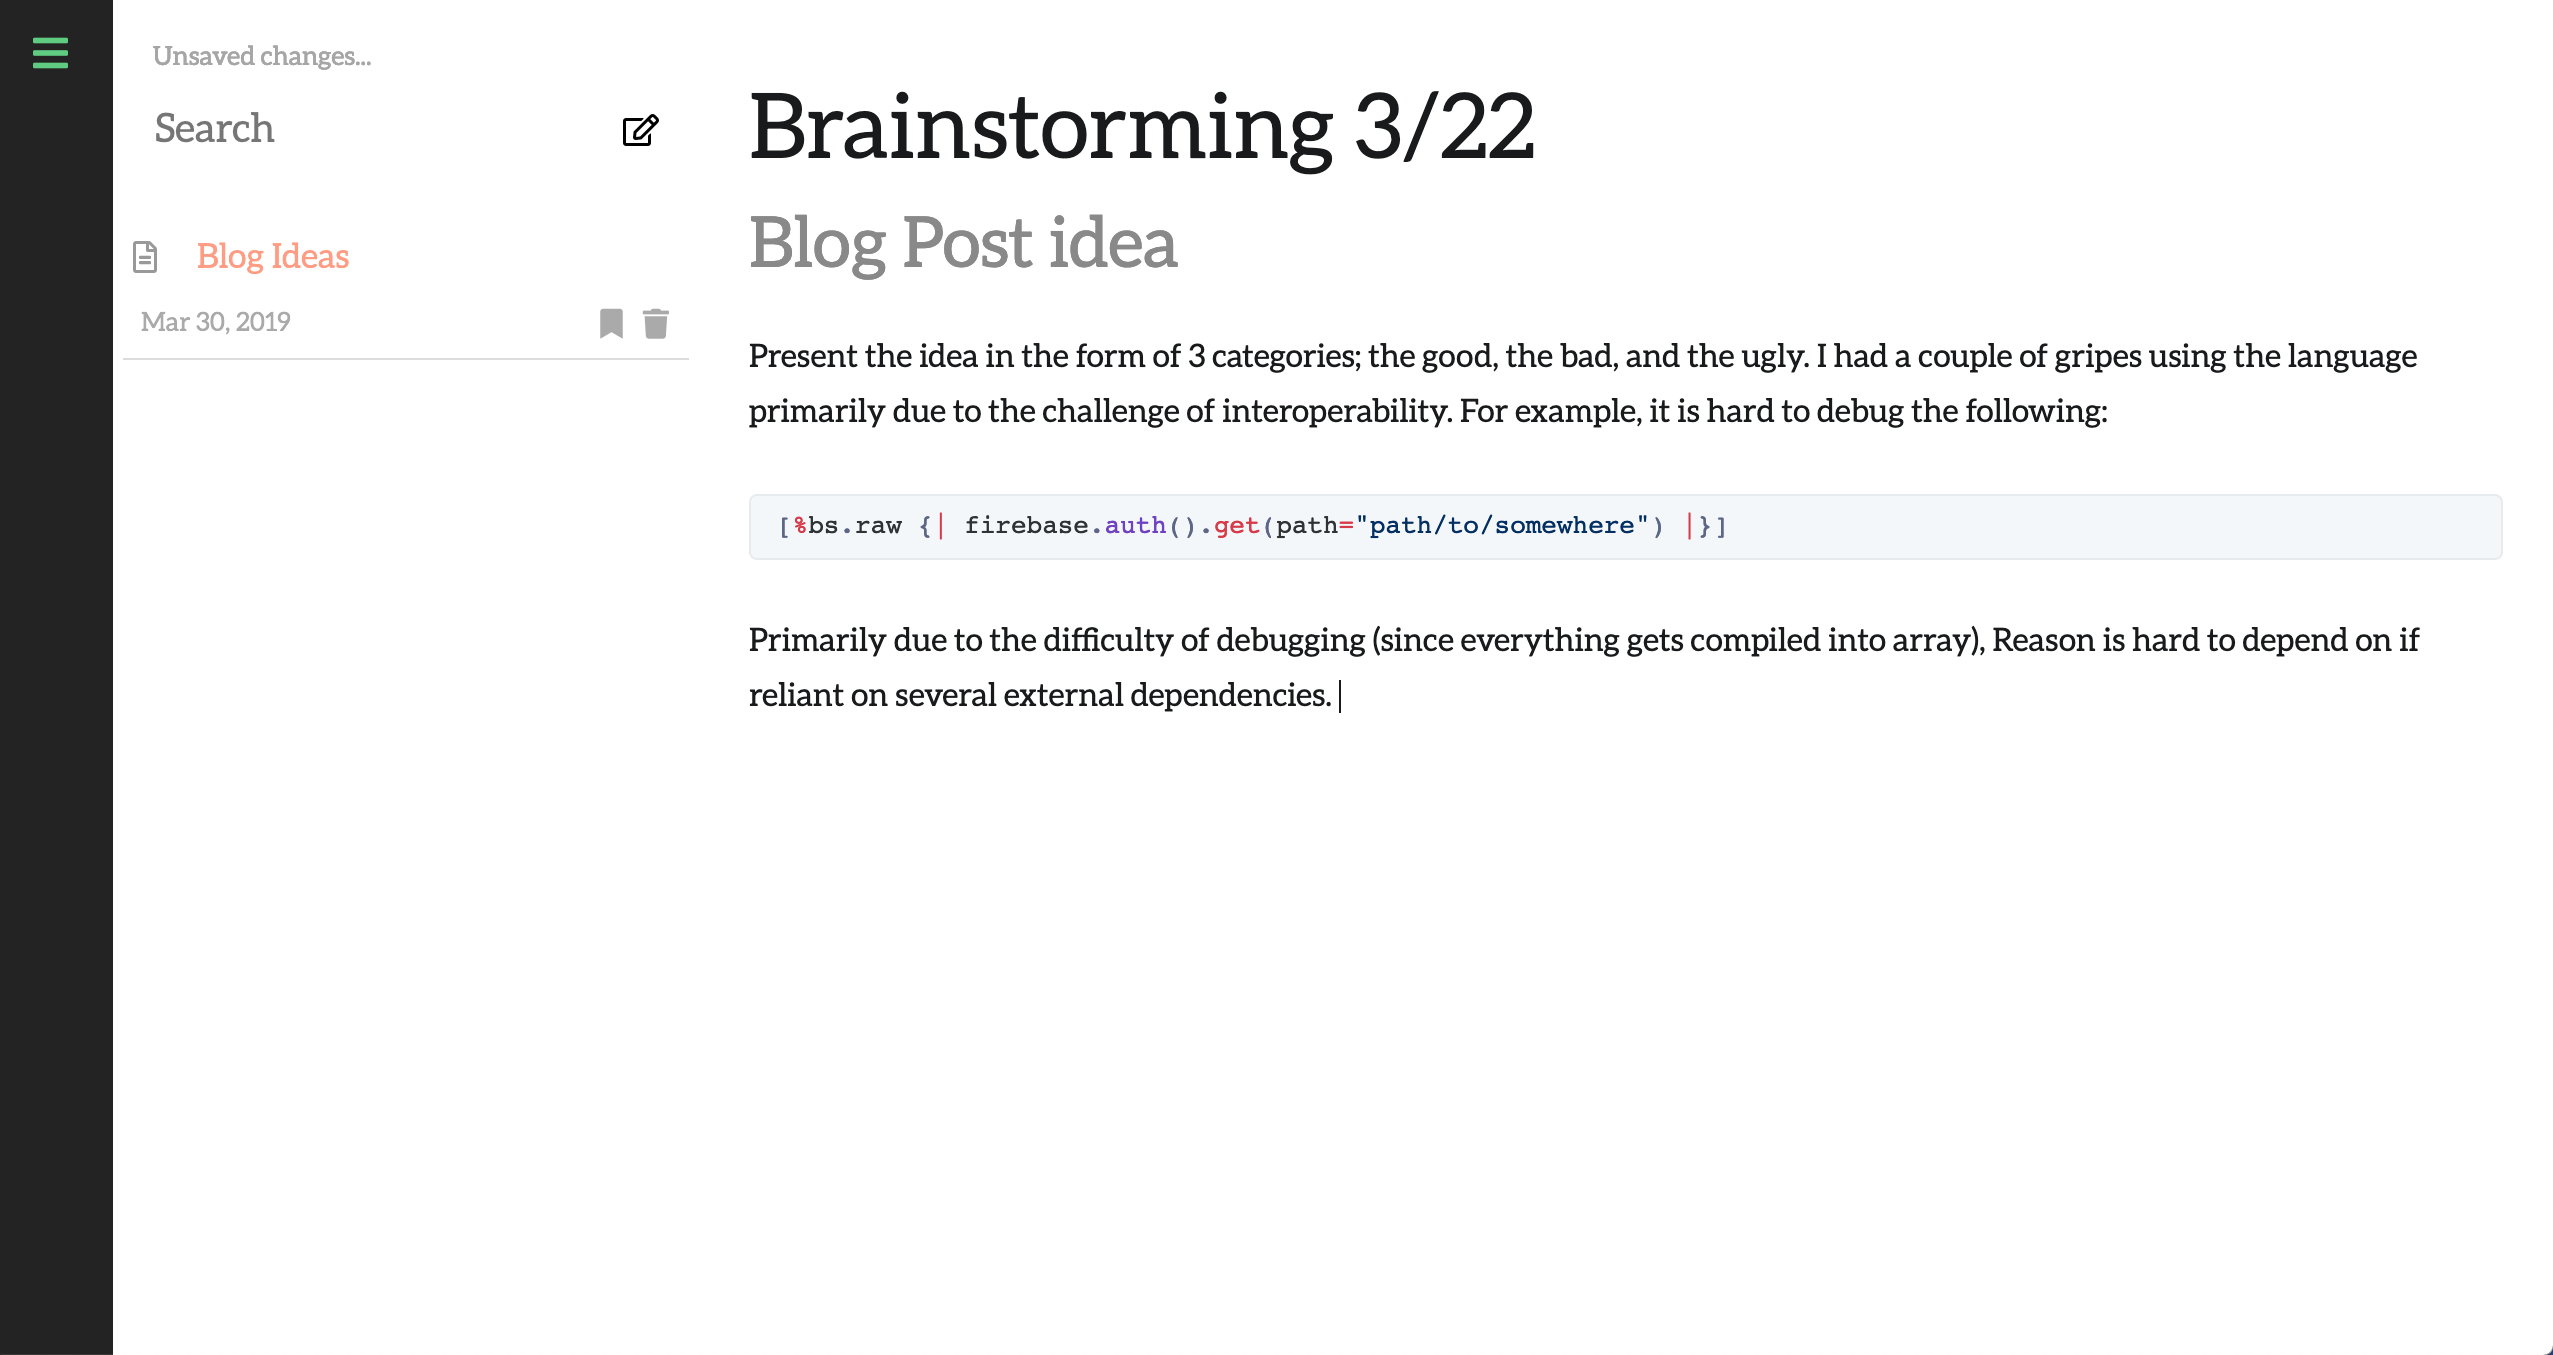 Unsaved changes...
Search
Blog Ideas
Mar 30, 2019
Brainstorming 3/22
Blog Post idea
Present the idea in the form of 3 categories; the good, the bad, and the ugly. I had a couple of gripes using the language
primarily due to the challenge of interoperability. For example, it is hard to debug the following:
[%bs.raw {| firebase.auth().get(path="path/to/somewhere") |}]
Primarily due to the difficulty of debugging (since everything gets compiled into array), Reason is hard to depend on if
reliant on several external dependencies.